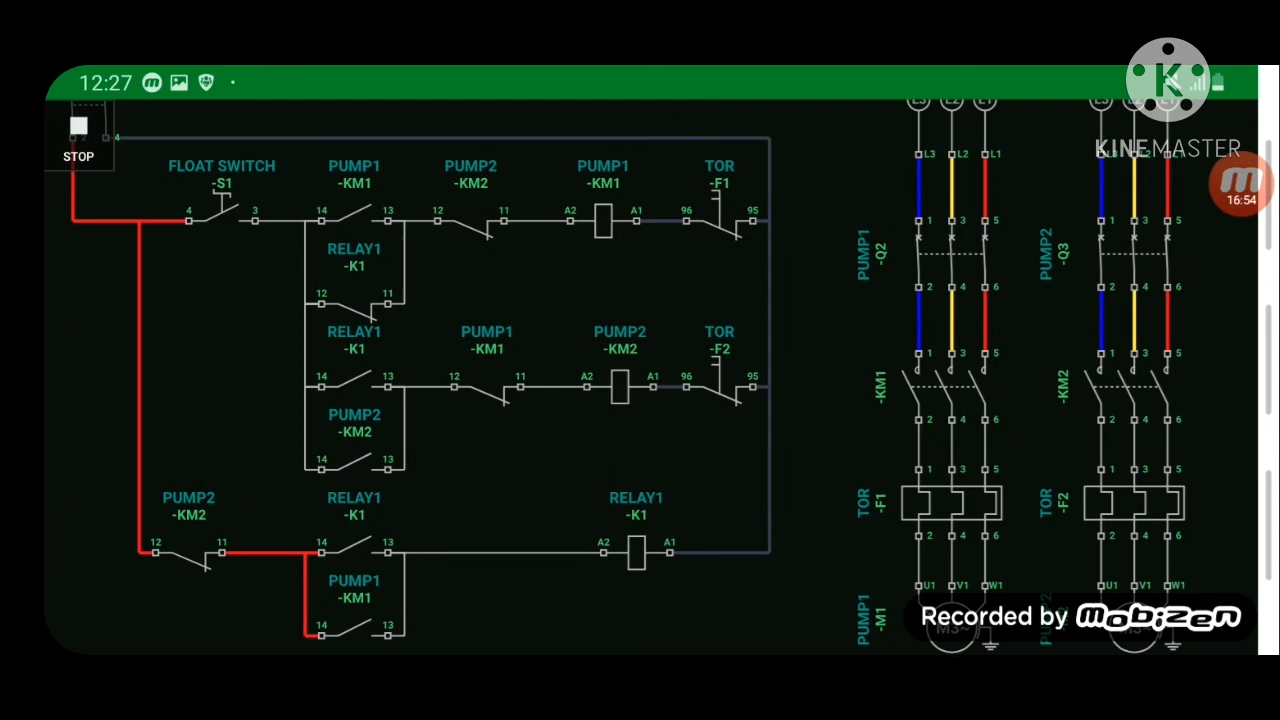 12:27
K
KINEMASTER
STOP
4
16:54
FLOAT SWITCH
-S1
PUMP1
-KM1
PUMP2
-KM2
PUMP1
-KM1
TOR
-F1
4 3 14 13 12 11 A2 A1 96 95
RELAY1
-K1
12 11
RELAY1
-K1
PUMP1
-KM1
PUMP2
-KM2
TOR
-F2
14 13 12 11 A2 A1 96 95
PUMP2
-KM2
14 13
PUMP2
-KM2
RELAY1
-K1
RELAY1
-K1
12 11 14 13 A2 A1
PUMP1
-KM1
14 13
L3 L2 L1
L3 L2 L1
PUMP1
-Q2
1 3 5
2 4 6
-KM1
1 3 5
2 4 6
TOR
-F1
1 3 5
2 4 6
PUMP1
-M1
U1 V1 W1
M3~
L3 L2 L1
PUMP2
-Q3
1 3 5
2 4 6
-KM2
1 3 5
2 4 6
TOR
-F2
1 3 5
2 4 6
U1 V1 W1
Recorded by Mobizen